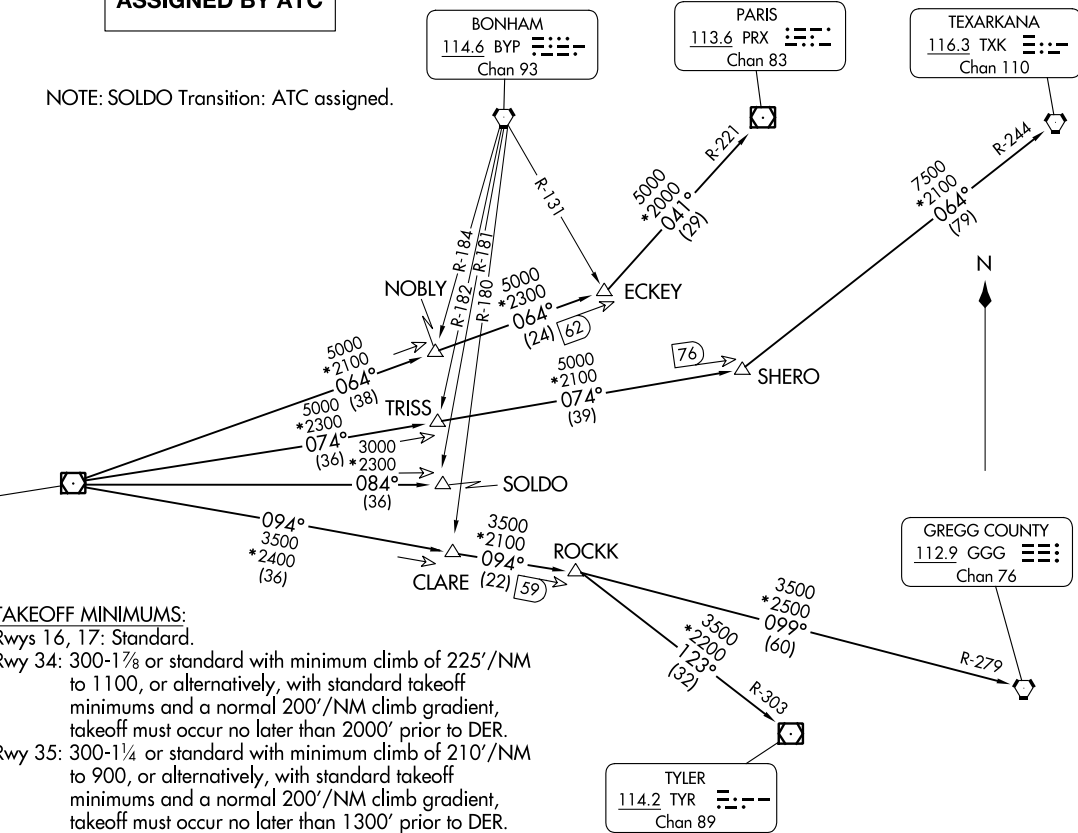 ASSIGNED BY ATC
NOTE: SOLDO Transition: ATC assigned.
BONHAM
114.6 BYP
Chan 93
PARIS
113.6 PRX
Chan 83
TEXARKANA
116.3 TXK
Chan 110
R-221
R-244
R-131
5000
*2000
041°
(29)
7500
*2100
064°
(79)
N
R-184
R-181
R-182
R-180
NOBLY
5000
*2300
064°
(24)
62
ECKEY
5000
*2100
064°
(38)
TRISS
5000
*2100
074°
(39)
76
SHERO
5000
*2300
074°
(36)
3000
*2300
084°
(36)
SOLDO
094°
3500
*2400
(36)
CLARE
3500
*2100
094°
(22)
59
ROCKK
GREGG COUNTY
112.9 GGG
Chan 76
3500
*2500
099°
(60)
R-279
3500
*2200
123°
(32)
R-303
TYLER
114.2 TYR
Chan 89
TAKEOFF MINIMUMS:
Rwys 16, 17: Standard.
Rwy 34: 300-1⅞ or standard with minimum climb of 225'/NM
to 1100, or alternatively, with standard takeoff
minimums and a normal 200'/NM climb gradient,
takeoff must occur no later than 2000' prior to DER.
Rwy 35: 300-1¼ or standard with minimum climb of 210'/NM
to 900, or alternatively, with standard takeoff
minimums and a normal 200'/NM climb gradient,
takeoff must occur no later than 1300' prior to DER.